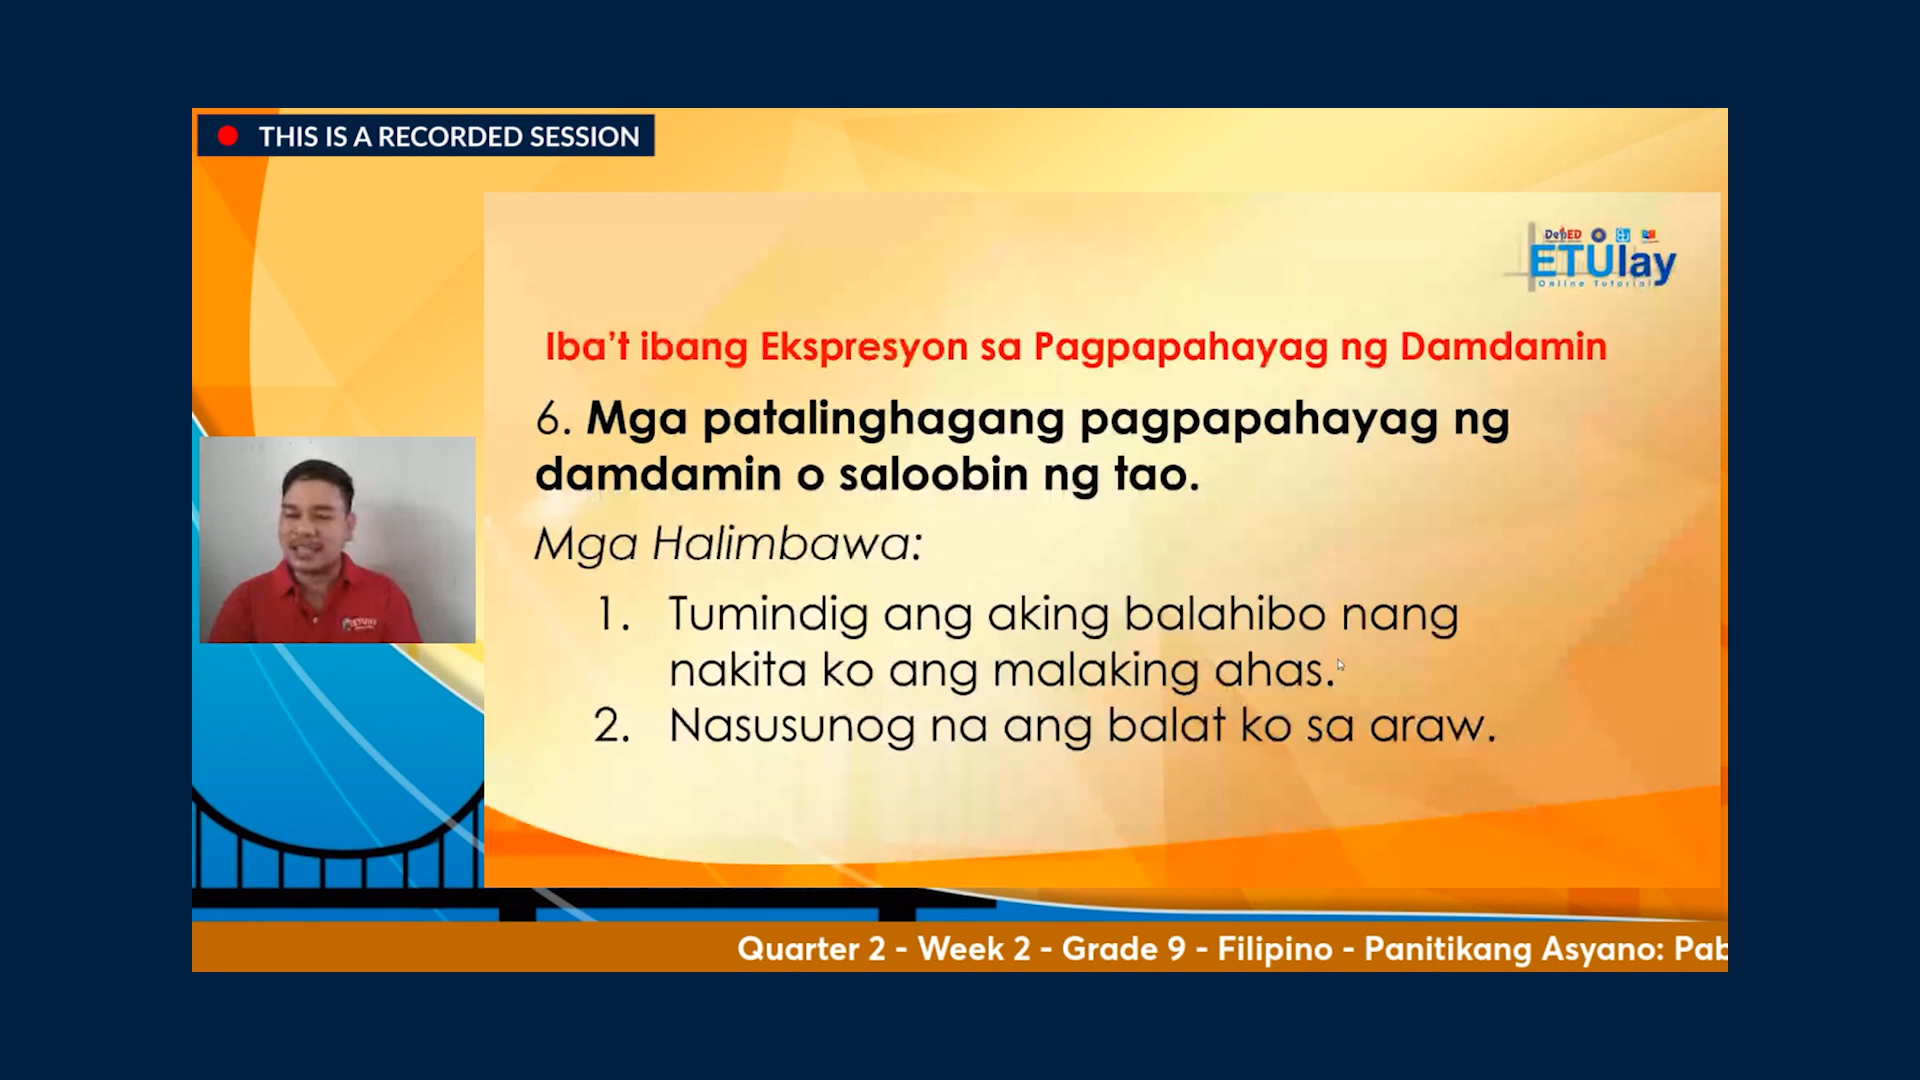 THIS IS A RECORDED SESSION
DepED
ETUlay
Online Tutorial
Iba't ibang Ekspresyon sa Pagpapahayag ng Damdamin
6. Mga patalinghagang pagpapahayag ng
damdamin o saloobin ng tao.
Mga Halimbawa:
1. Tumindig ang aking balahibo nang
nakita ko ang malaking ahas.
2. Nasusunog na ang balat ko sa araw.
Quarter 2 - Week 2 - Grade 9 - Filipino - Panitikang Asyano: Pab